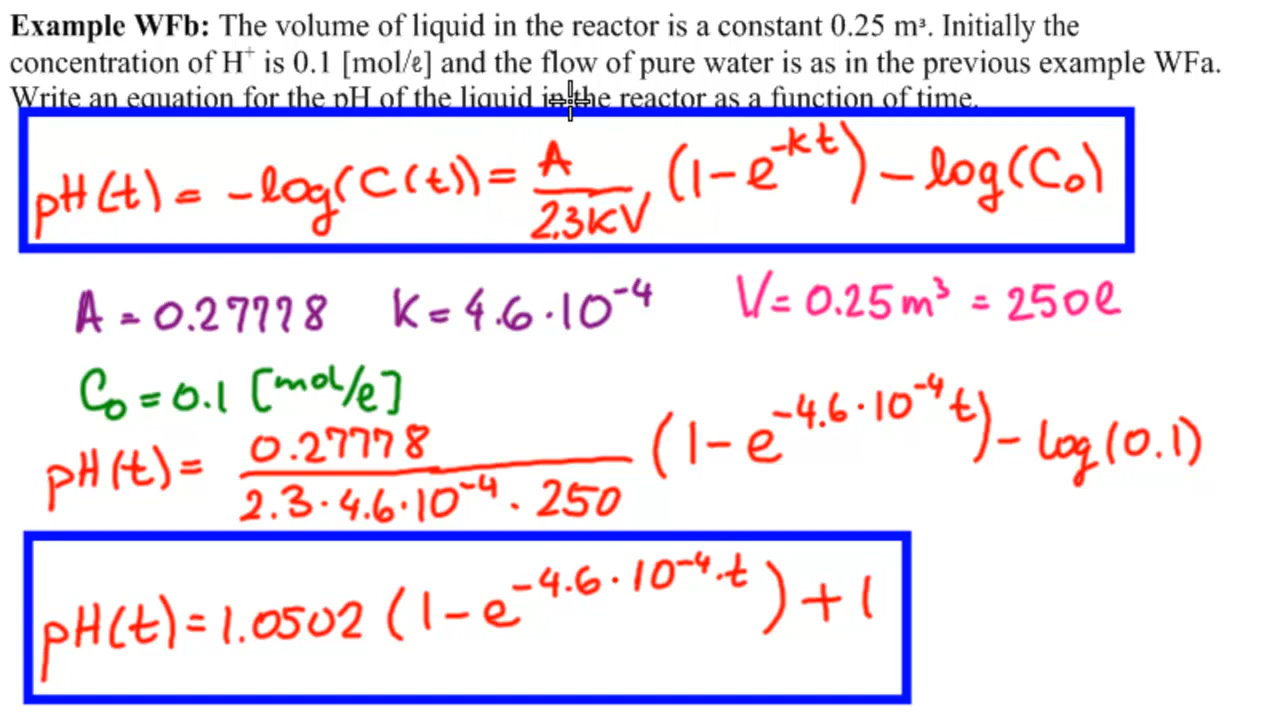 Example WFb: The volume of liquid in the reactor is a constant 0.25 m³. Initially the
concentration of H⁺ is 0.1 [mol/ℓ] and the flow of pure water is as in the previous example WFa.
Write an equation for the pH of the liquid in the reactor as a function of time.
pH(t) = -log(C(t)) = A/(2.3KV) (1-e^(-kt)) - log(C₀)
A = 0.27778 K = 4.6·10⁻⁴ V = 0.25m³ = 250ℓ
C₀ = 0.1 [mol/ℓ]
pH(t) = 0.27778/(2.3·4.6·10⁻⁴·250) (1-e^(-4.6·10⁻⁴t)) - log(0.1)
pH(t) = 1.0502 (1-e^(-4.6·10⁻⁴·t)) + 1